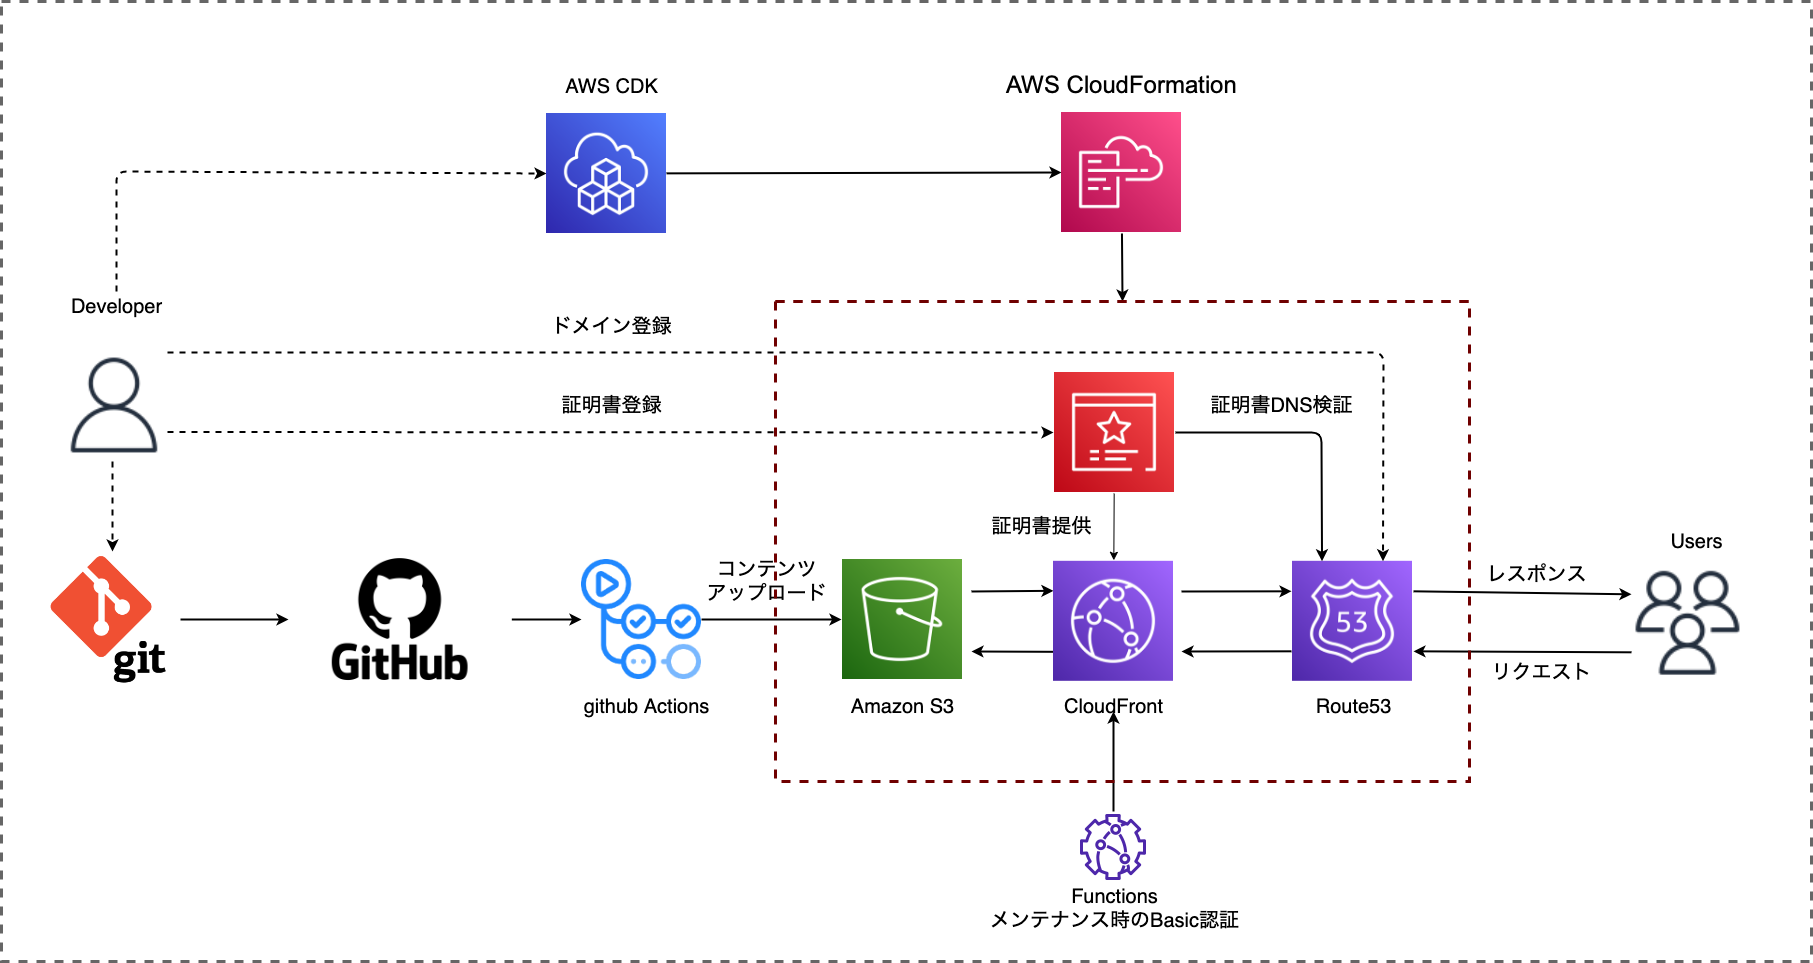 AWS CDK
AWS CloudFormation
Developer
ドメイン登録
証明書登録
証明書DNS検証
証明書提供
Users
コンテンツ
アップロード
レスポンス
53
git
GitHub
リクエスト
github Actions
Amazon S3
CloudFront
Route53
Functions
メンテナンス時のBasic認証